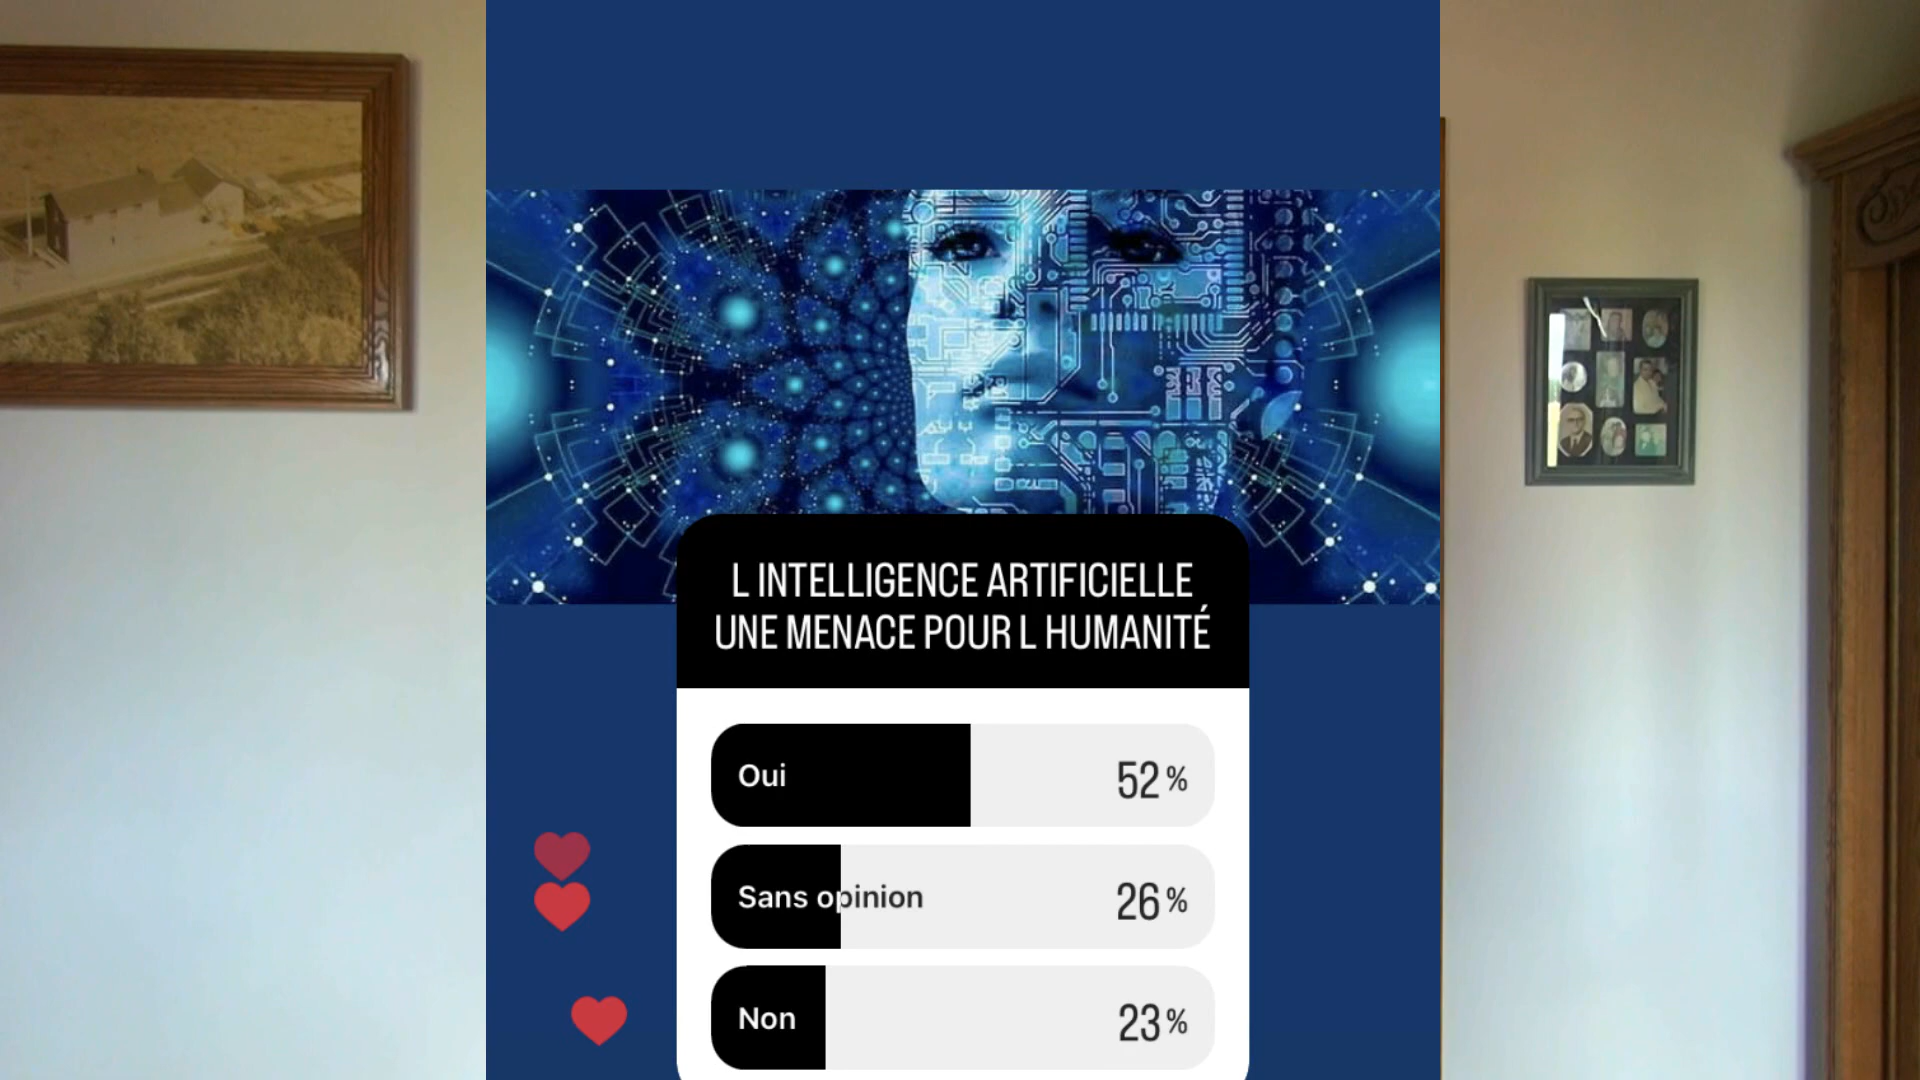 L INTELLIGENCE ARTIFICIELLE
UNE MENACE POUR L HUMANITÉ
Oui 52%
Sans opinion 26%
Non 23%